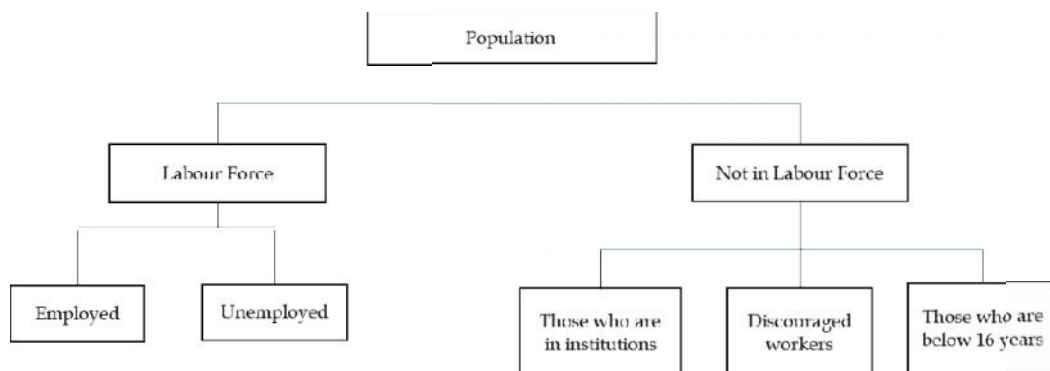 Population
Labour Force
Not in Labour Force
Employed
Unemployed
Those who are
in institutions
Discouraged
workers
Those who are
below 16 years